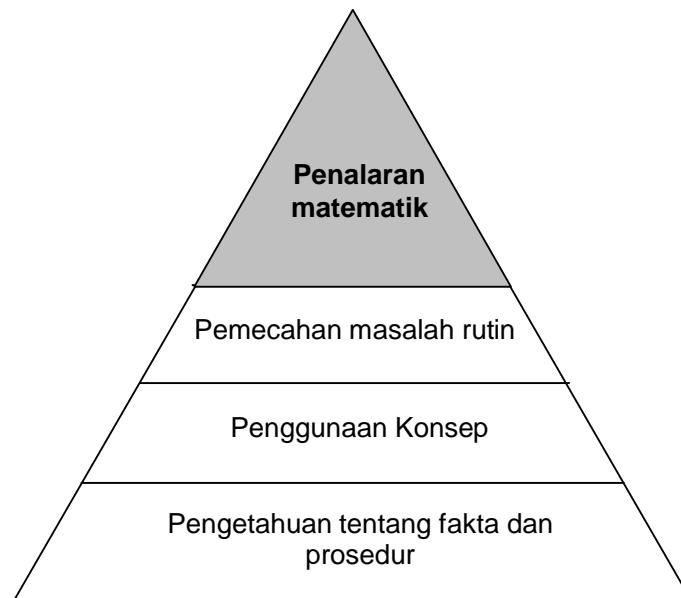 Penalaran
matematik
Pemecahan masalah rutin
Penggunaan Konsep
Pengetahuan tentang fakta dan
prosedur